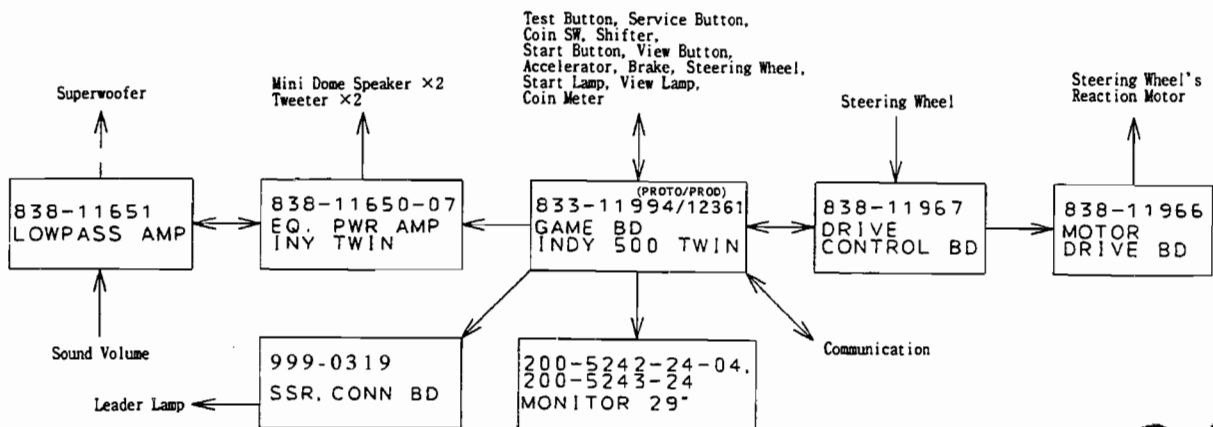 Test Button, Service Button,
Coin SW, Shifter,
Start Button, View Button,
Accelerator, Brake, Steering Wheel,
Start Lamp, View Lamp,
Coin Meter
Mini Dome Speaker ×2
Tweeter ×2
Superwoofer
Steering Wheel
Steering Wheel's
Reaction Motor
838-11651
LOWPASS AMP
838-11650-07
EQ. PWR AMP
INY TWIN
(PROTO/PROD)
833-11994/12361
GAME BD
INDY 500 TWIN
838-11967
DRIVE
CONTROL BD
838-11966
MOTOR
DRIVE BD
Sound Volume
999-0319
SSR, CONN BD
Leader Lamp
200-5242-24-04,
200-5243-24
MONITOR 29"
Communication